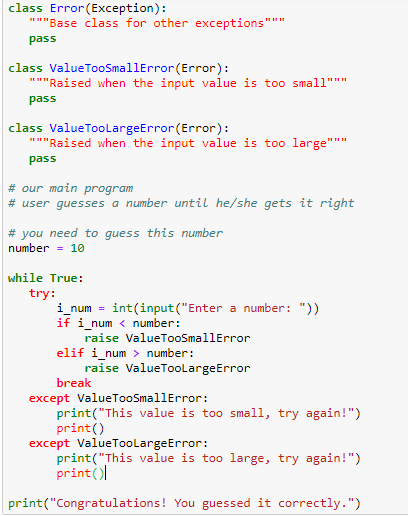 class Error(Exception):
   """Base class for other exceptions"""
   pass

class ValueTooSmallError(Error):
   """Raised when the input value is too small"""
   pass

class ValueTooLargeError(Error):
   """Raised when the input value is too large"""
   pass

# our main program
# user guesses a number until he/she gets it right

# you need to guess this number
number = 10

while True:
   try:
       i_num = int(input("Enter a number: "))
       if i_num < number:
           raise ValueTooSmallError
       elif i_num > number:
           raise ValueTooLargeError
       break
   except ValueTooSmallError:
       print("This value is too small, try again!")
       print()
   except ValueTooLargeError:
       print("This value is too large, try again!")
       print()

print("Congratulations! You guessed it correctly.")